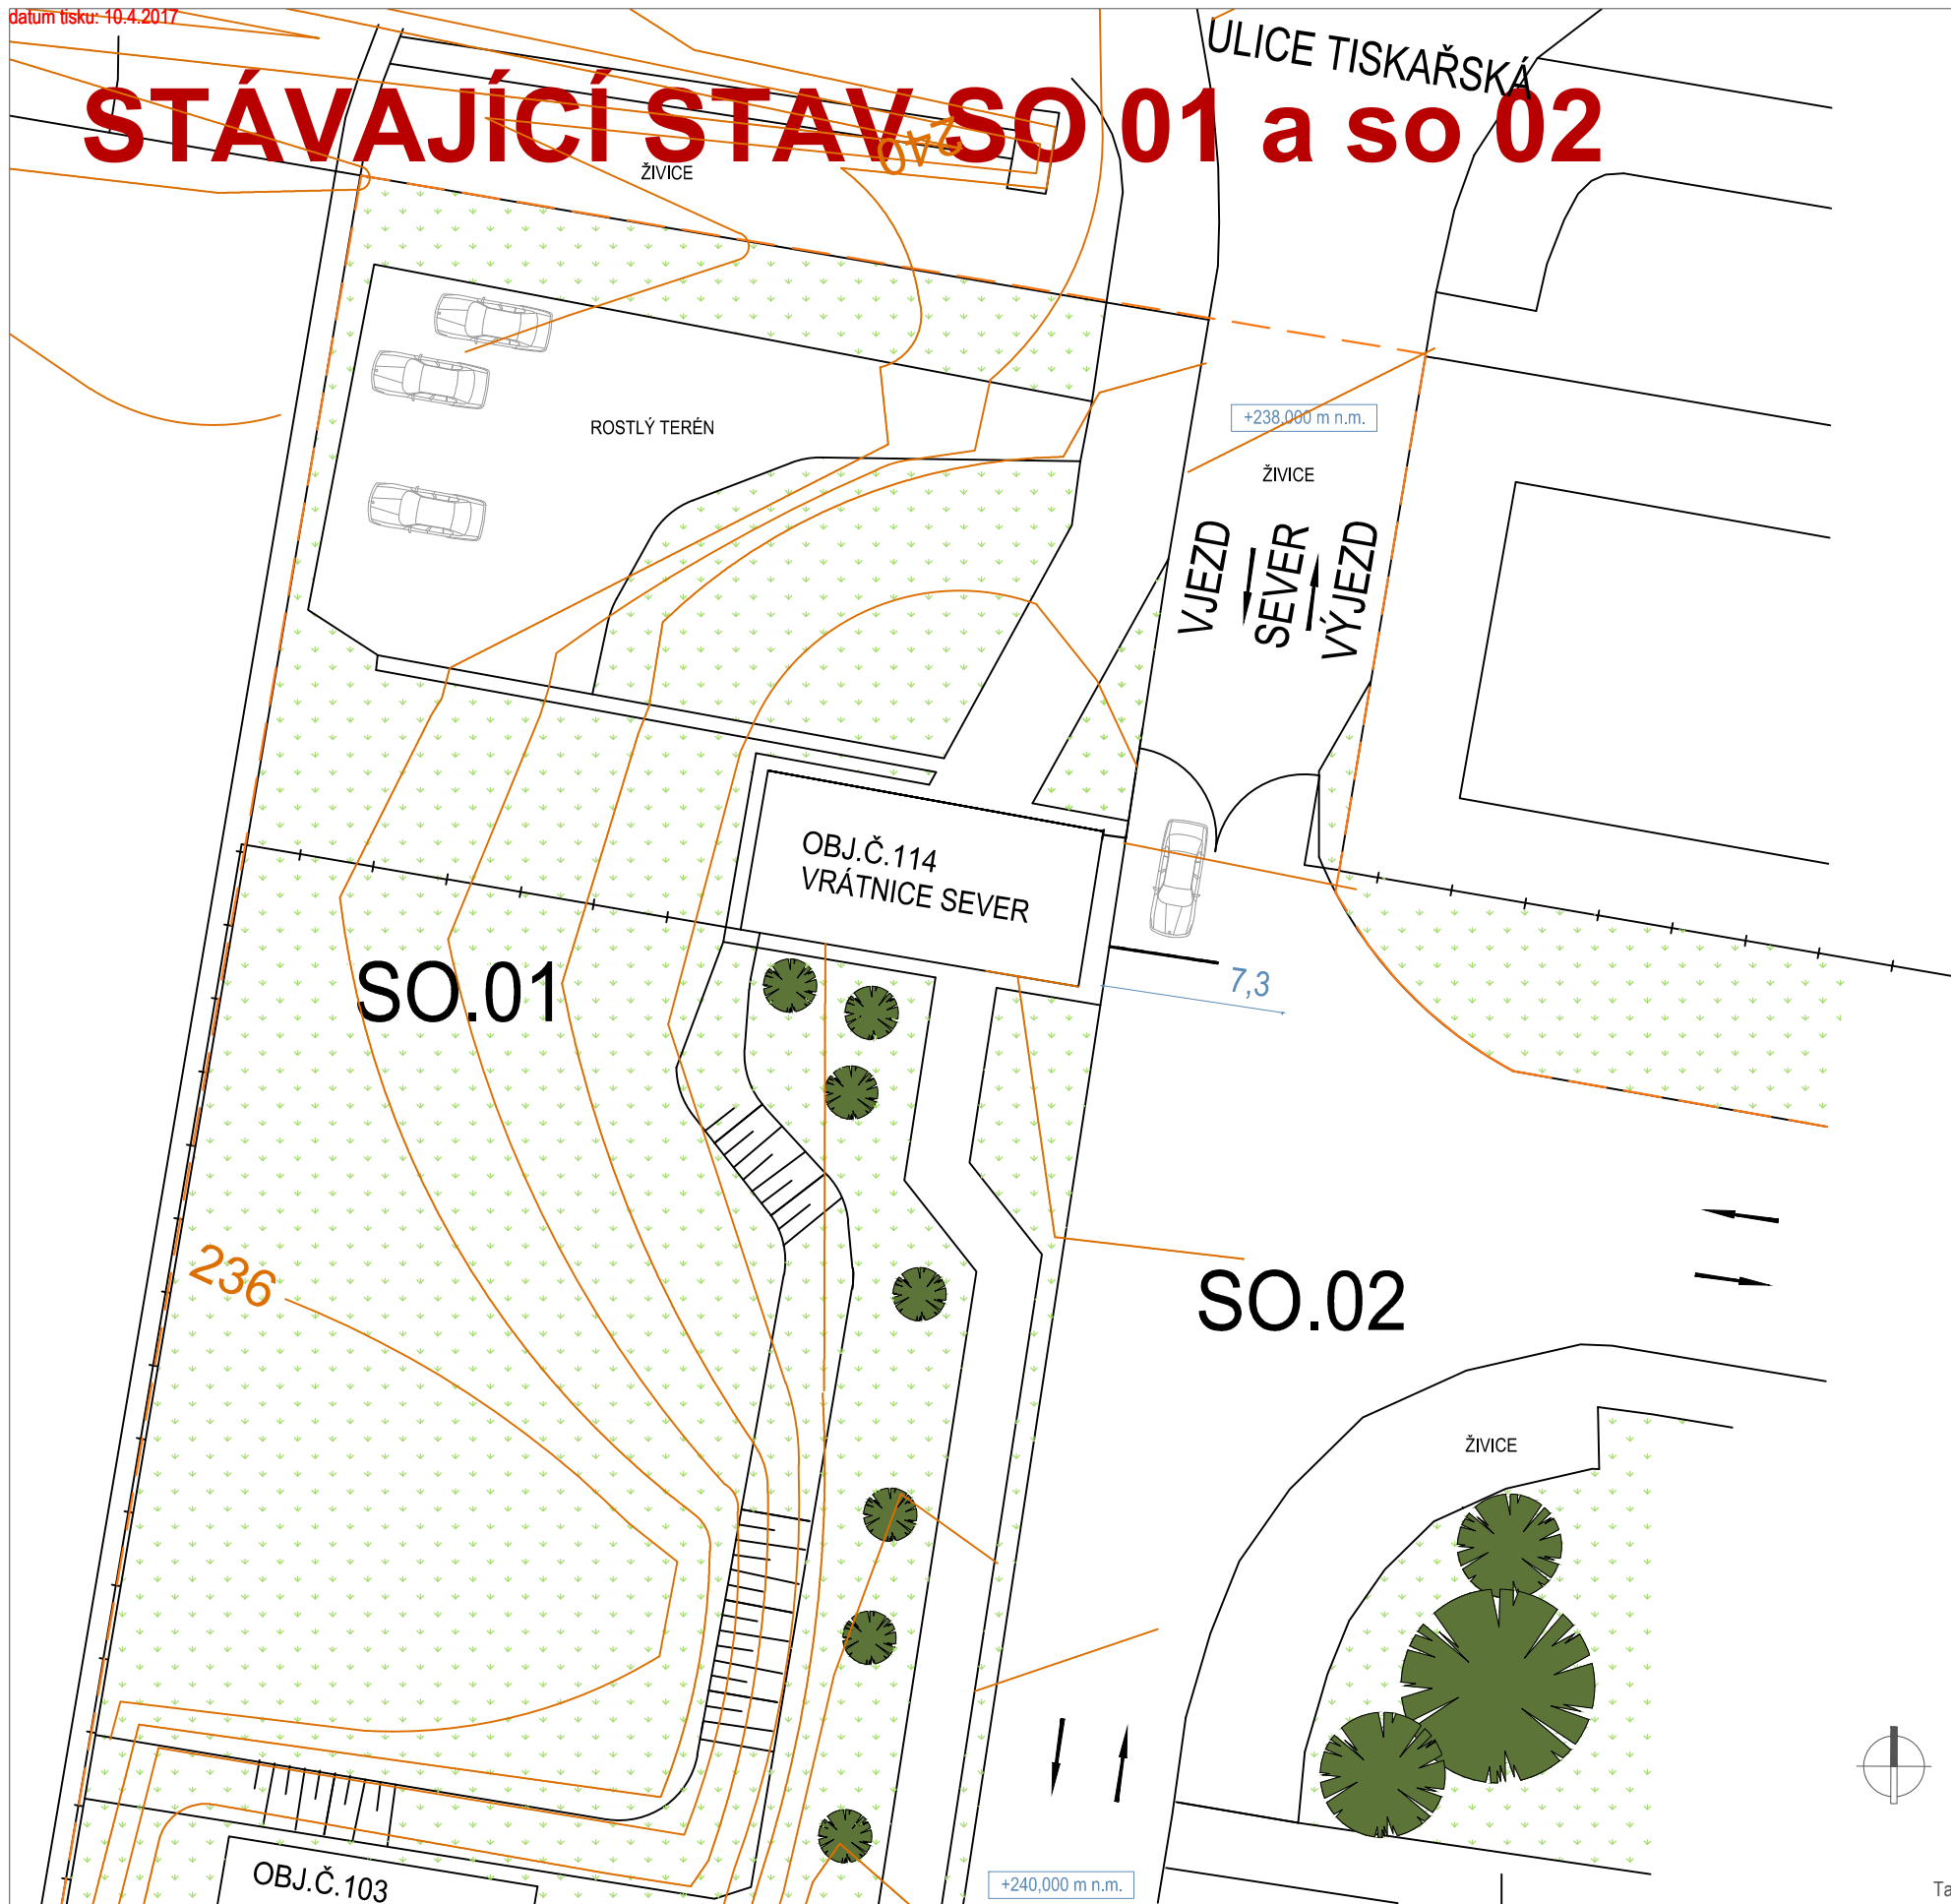 datum tisku: 10.4.2017
ULICE TISKAŘSKÁ
STÁVAJÍCÍ STAV SO 01 a so 02
240
ŽIVICE
+238,000 m n.m.
ROSTLÝ TERÉN
ŽIVICE
VJEZD
SEVER
VÝJEZD
OBJ.Č.114
VRÁTNICE SEVER
SO.01
7,3
236
SO.02
ŽIVICE
OBJ.Č.103
+240,000 m n.m.